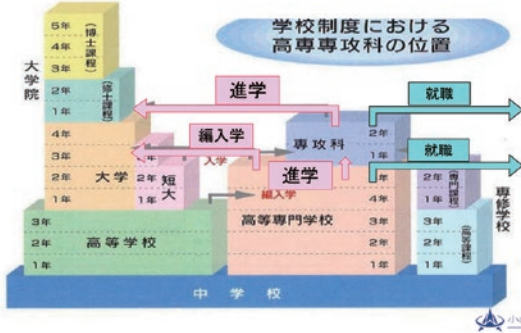 学校制度における
高専専攻科の位置
大学院
5年
4年
3年
(博士課程)
2年
1年
(修士課程)
進学
就職
4年
3年
2年
1年
大学
編入学
入学
2年
1年
短大
専攻科
2年
1年
進学
就職
編入学
高等専門学校
4年
3年
2年
1年
2年
1年
(専門課程)
専修学校
3年
2年
1年
高等学校
3年
2年
1年
(高等課程)
中学校